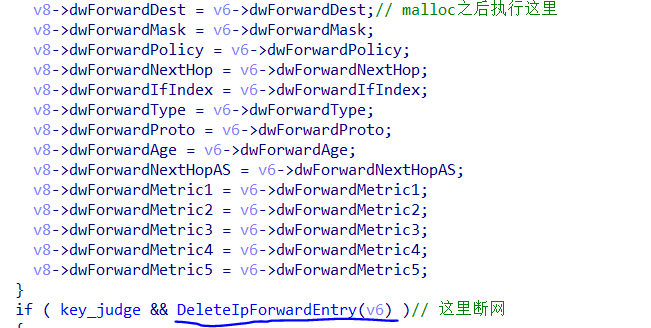 v8->dwForwardDest = v6->dwForwardDest;// malloc之后执行这里
v8->dwForwardMask = v6->dwForwardMask;
v8->dwForwardPolicy = v6->dwForwardPolicy;
v8->dwForwardNextHop = v6->dwForwardNextHop;
v8->dwForwardIfIndex = v6->dwForwardIfIndex;
v8->dwForwardType = v6->dwForwardType;
v8->dwForwardProto = v6->dwForwardProto;
v8->dwForwardAge = v6->dwForwardAge;
v8->dwForwardNextHopAS = v6->dwForwardNextHopAS;
v8->dwForwardMetric1 = v6->dwForwardMetric1;
v8->dwForwardMetric2 = v6->dwForwardMetric2;
v8->dwForwardMetric3 = v6->dwForwardMetric3;
v8->dwForwardMetric4 = v6->dwForwardMetric4;
v8->dwForwardMetric5 = v6->dwForwardMetric5;
}
if ( key_judge && DeleteIpForwardEntry(v6) )// 这里断网
{